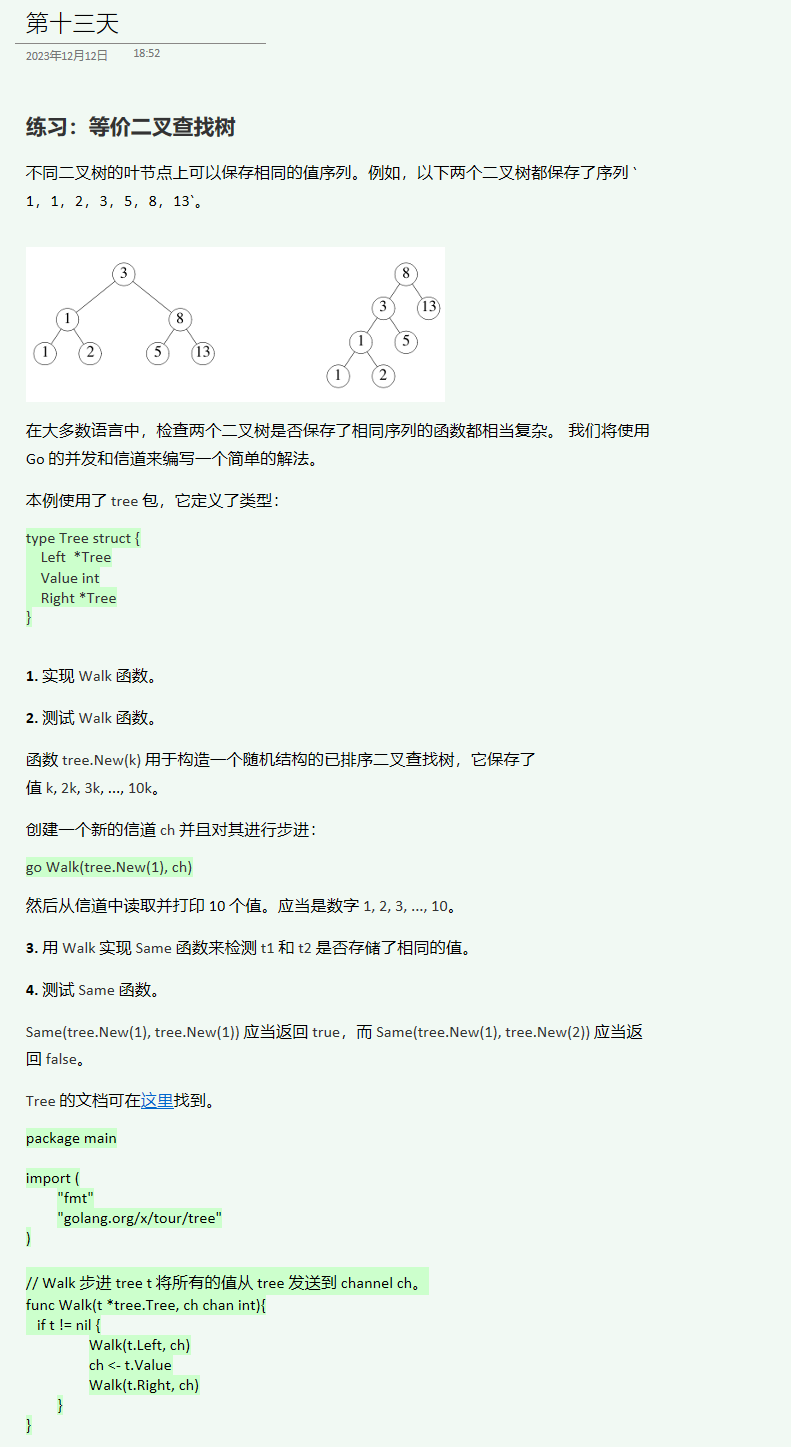 第十三天
2023年12月12日 18:52
练习：等价二叉查找树
不同二叉树的叶节点上可以保存相同的值序列。例如，以下两个二叉树都保存了序列 `
1，1，2，3，5，8，13`。
3 8
3 13
1 8
1 5
1 2 5 13
1 2
在大多数语言中，检查两个二叉树是否保存了相同序列的函数都相当复杂。 我们将使用
Go 的并发和信道来编写一个简单的解法。
本例使用了 tree 包，它定义了类型：
type Tree struct {
    Left  *Tree
    Value int
    Right *Tree
}
1. 实现 Walk 函数。
2. 测试 Walk 函数。
函数 tree.New(k) 用于构造一个随机结构的已排序二叉查找树，它保存了
值 k, 2k, 3k, ..., 10k。
创建一个新的信道 ch 并且对其进行步进：
go Walk(tree.New(1), ch)
然后从信道中读取并打印 10 个值。应当是数字 1, 2, 3, ..., 10。
3. 用 Walk 实现 Same 函数来检测 t1 和 t2 是否存储了相同的值。
4. 测试 Same 函数。
Same(tree.New(1), tree.New(1)) 应当返回 true，而 Same(tree.New(1), tree.New(2)) 应当返
回 false。
Tree 的文档可在这里找到。
package main
import (
        "fmt"
        "golang.org/x/tour/tree"
)
// Walk 步进 tree t 将所有的值从 tree 发送到 channel ch。
func Walk(t *tree.Tree, ch chan int){
   if t != nil {
                Walk(t.Left, ch)
                ch <- t.Value
                Walk(t.Right, ch)
        }
}